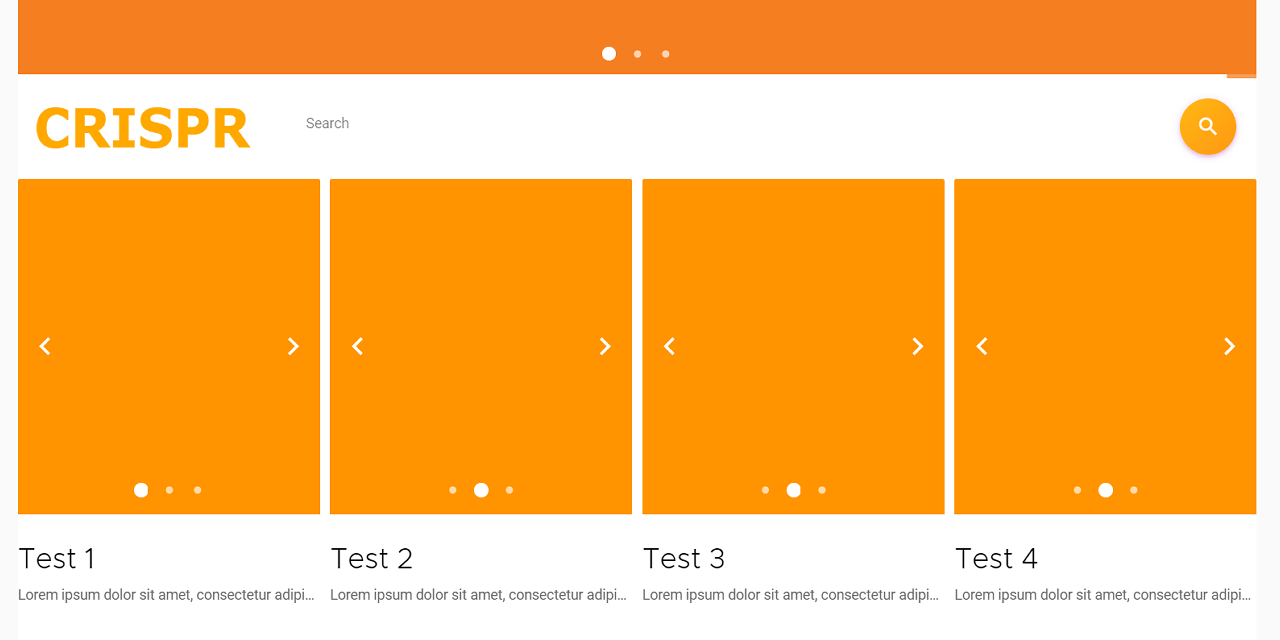 CRISPR
Search
Test 1
Test 2
Test 3
Test 4
Lorem ipsum dolor sit amet, consectetur adipi...
Lorem ipsum dolor sit amet, consectetur adipi...
Lorem ipsum dolor sit amet, consectetur adipi...
Lorem ipsum dolor sit amet, consectetur adipi...